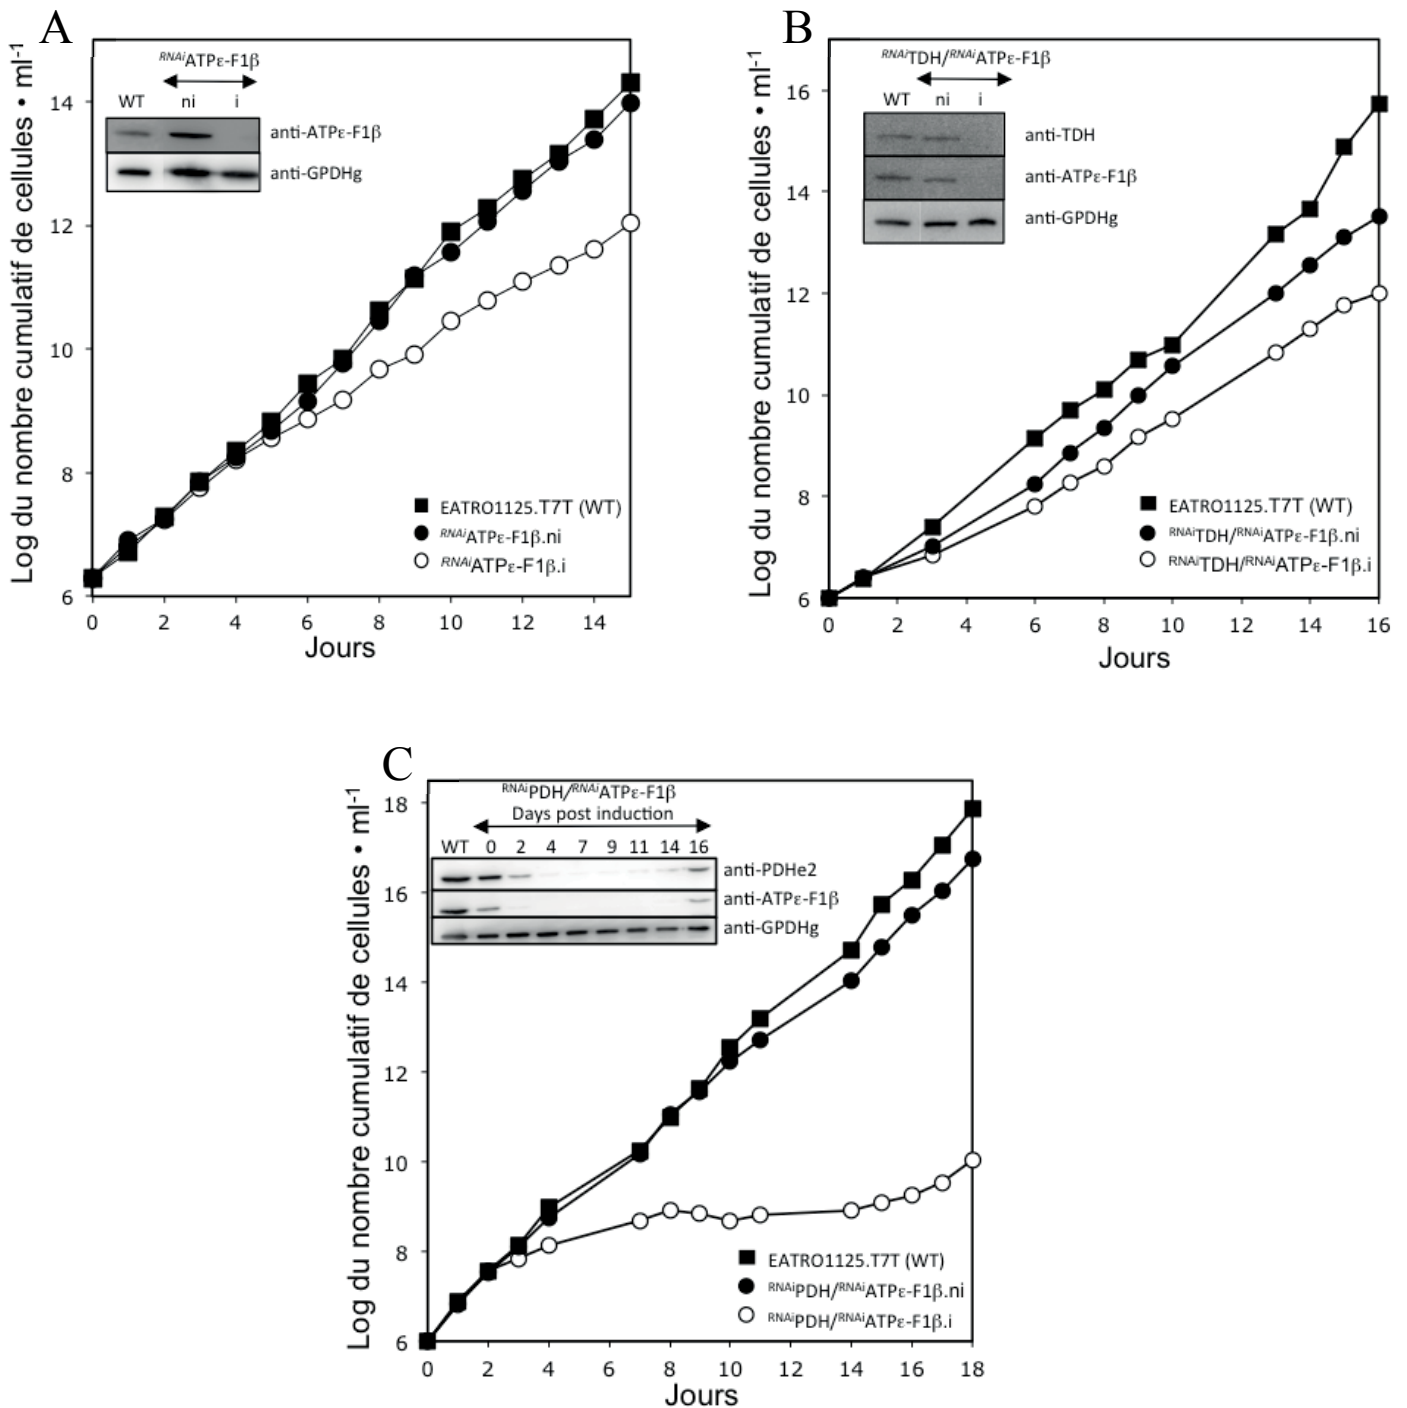 A
Log du nombre cumulatif de cellules • ml-1
RNAiATPε-F1β
WT ni i
anti-ATPε-F1β
anti-GPDHg
14
12
10
8
6
EATRO1125.T7T (WT)
RNAiATPε-F1β.ni
RNAiATPε-F1β.i
0 2 4 6 8 10 12 14
Jours
B
Log du nombre cumulatif de cellules • ml-1
RNAiTDH/RNAiATPε-F1β
WT ni i
anti-TDH
anti-ATPε-F1β
anti-GPDHg
16
14
12
10
8
6
EATRO1125.T7T (WT)
RNAiTDH/RNAiATPε-F1β.ni
RNAiTDH/RNAiATPε-F1β.i
0 2 4 6 8 10 12 14 16
Jours
C
Log du nombre cumulatif de cellules • ml-1
RNAiPDH/RNAiATPε-F1β
Days post induction
WT 0 2 4 7 9 11 14 16
anti-PDHe2
anti-ATPε-F1β
anti-GPDHg
18
16
14
12
10
8
6
EATRO1125.T7T (WT)
RNAiPDH/RNAiATPε-F1β.ni
RNAiPDH/RNAiATPε-F1β.i
0 2 4 6 8 10 12 14 16 18
Jours